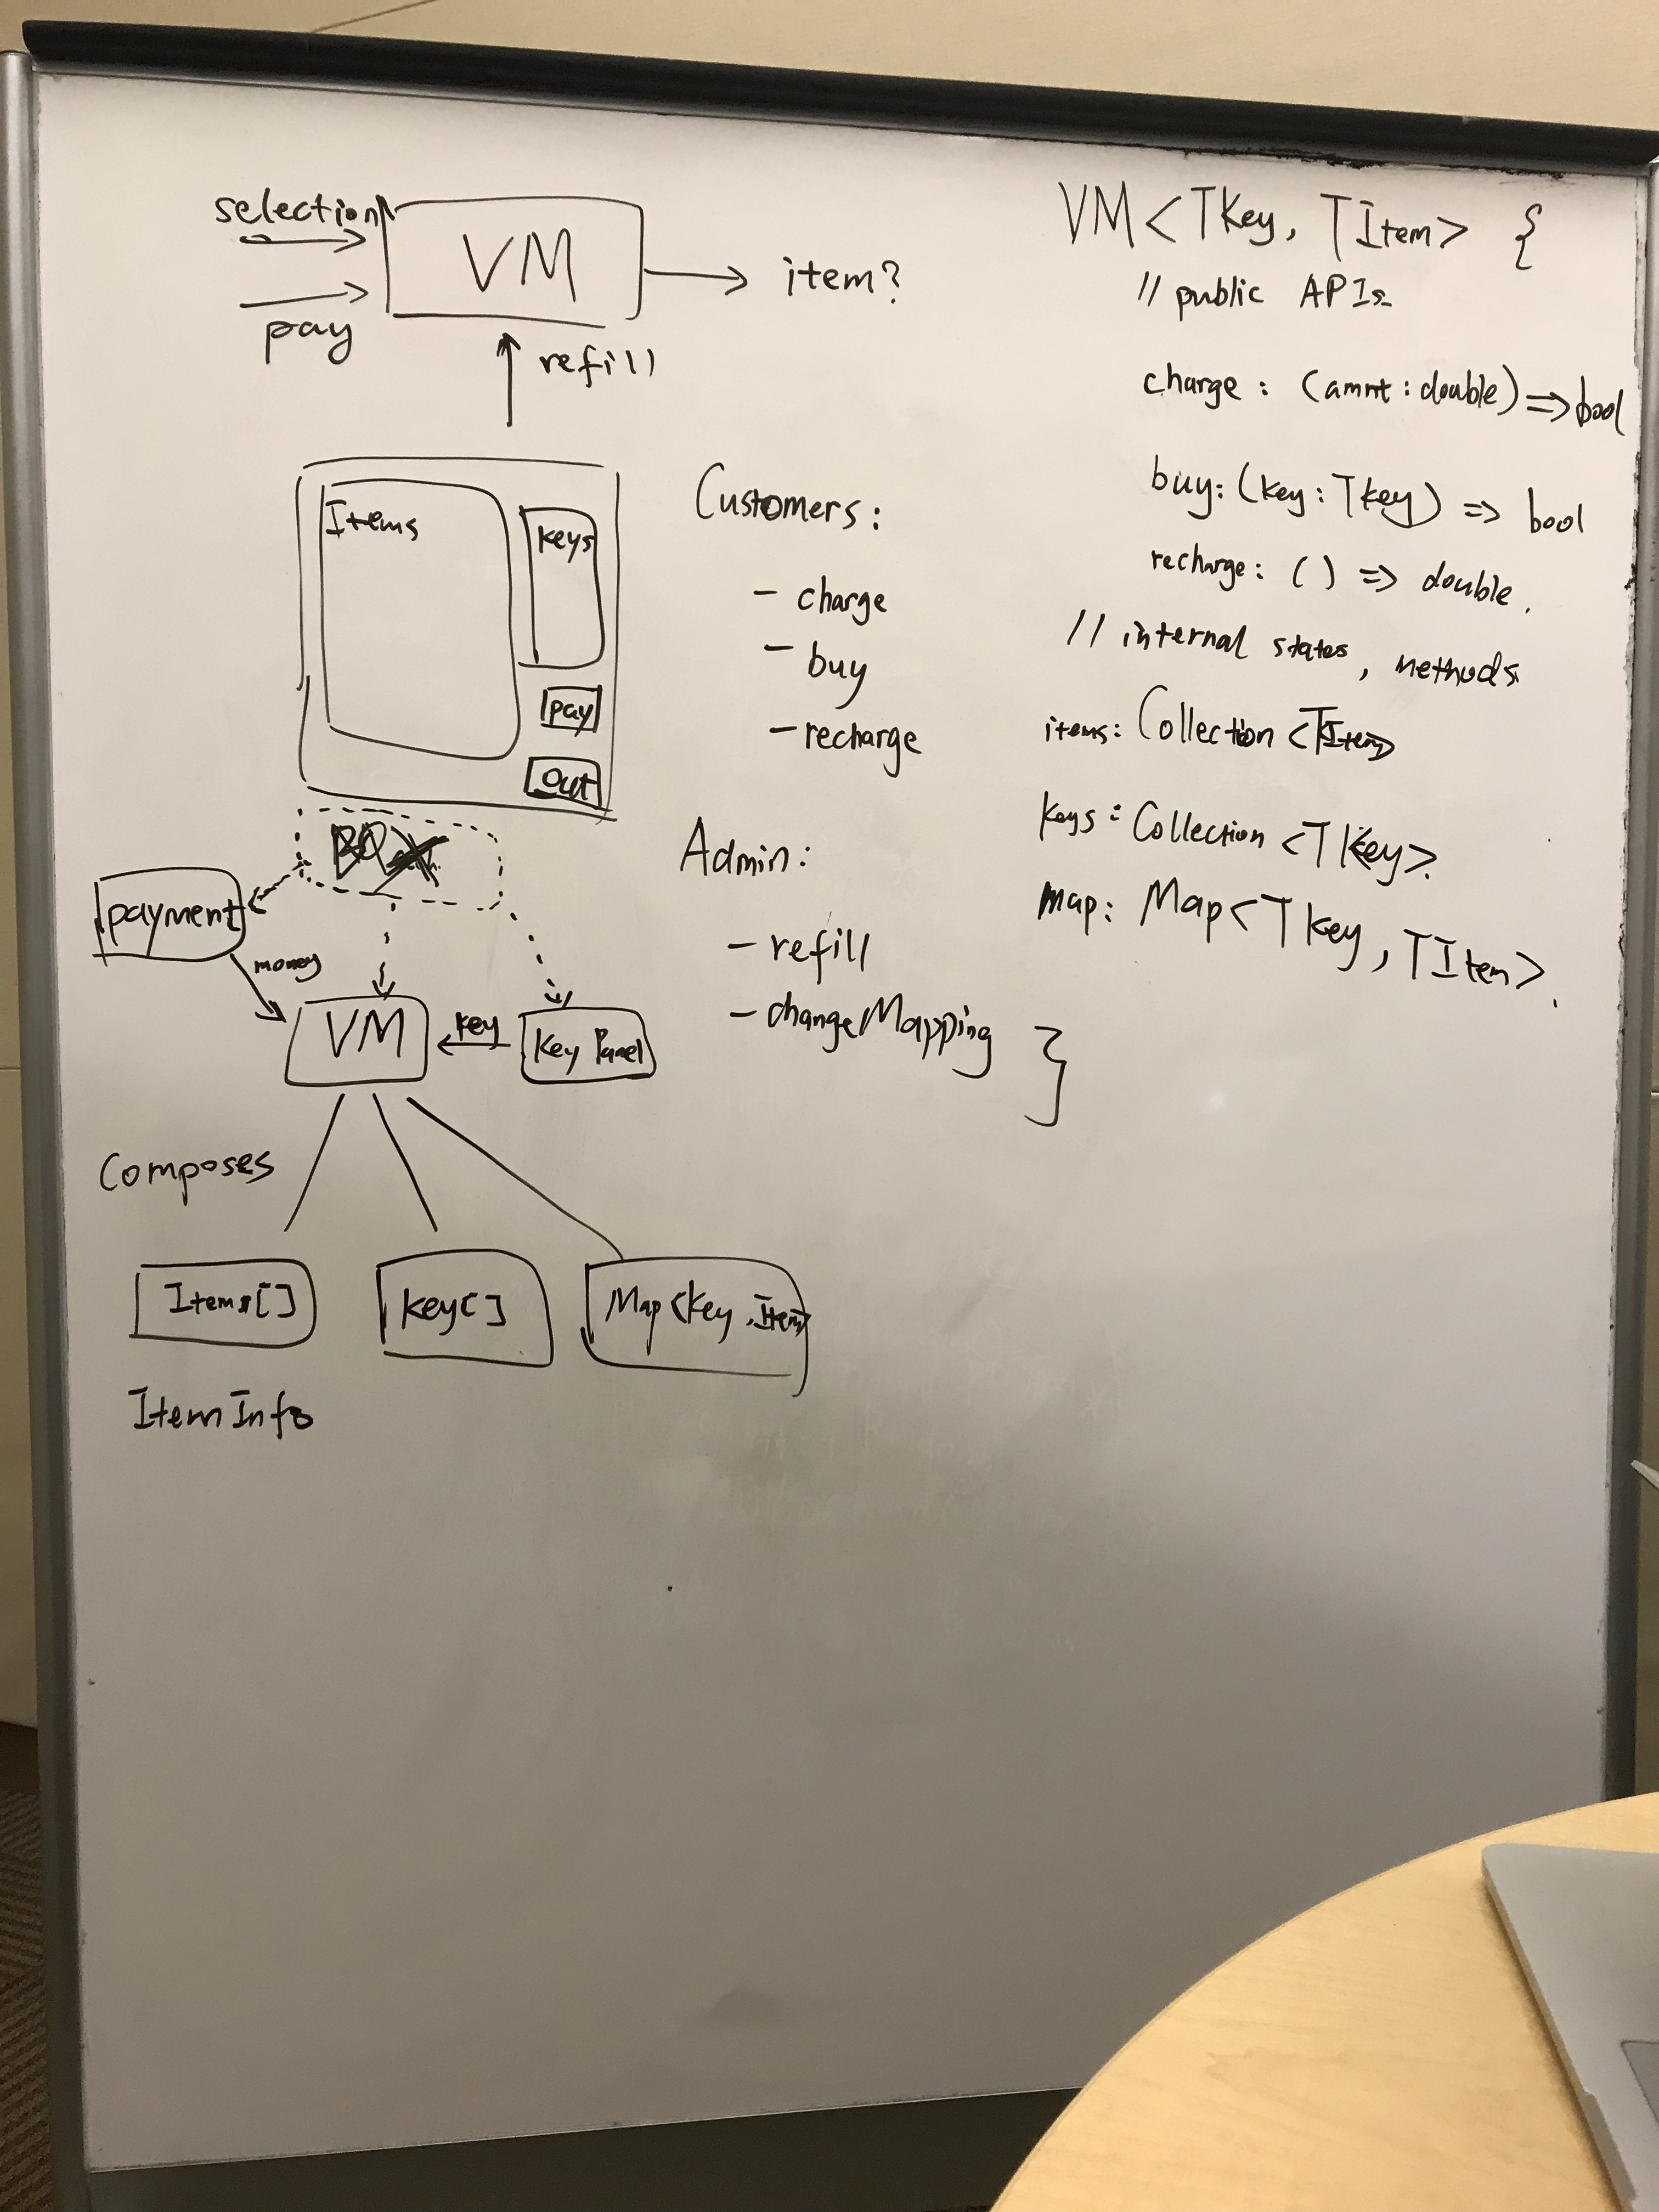 selection
VM
item?
pay
refill
Items
keys
pay
Out
Customers:
- charge
- buy
- recharge
Admin:
- refill
- changeMapping
payment
money
VM
key
Key Panel
Composes
Items[]
key[]
Map<key, Item>
ItemInfo
VM<TKey, TItem> {
// public APIs
charge: (amnt: double) => bool
buy: (key: Tkey) => bool
recharge: () => double.
// internal states, methods
items: Collection <TItem>
keys: Collection <TKey>.
map: Map<Tkey, TItem>.
}